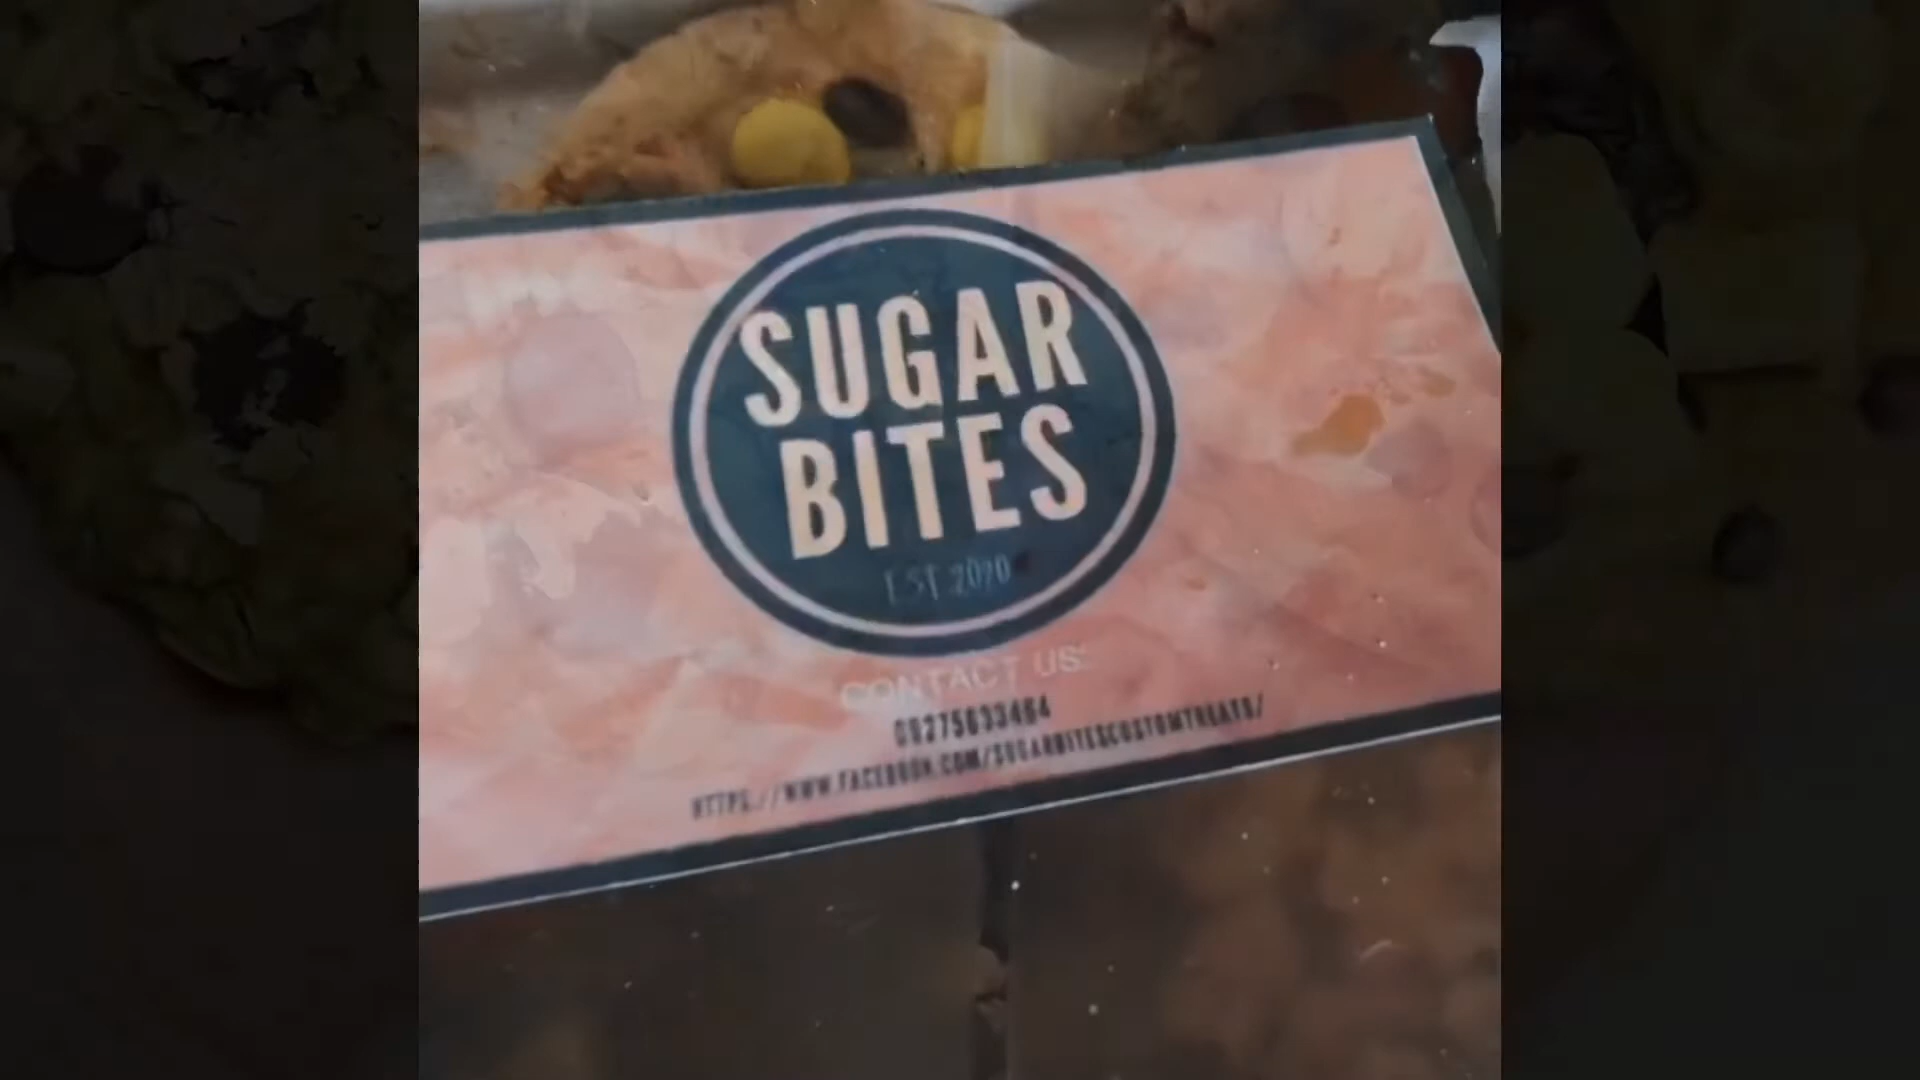 SUGAR
BITES
EST 2020
CONTACT US:
09275633464
HTTPS://WWW.FACEBOOK.COM/SUGARBITESCUSTOMTREATS/